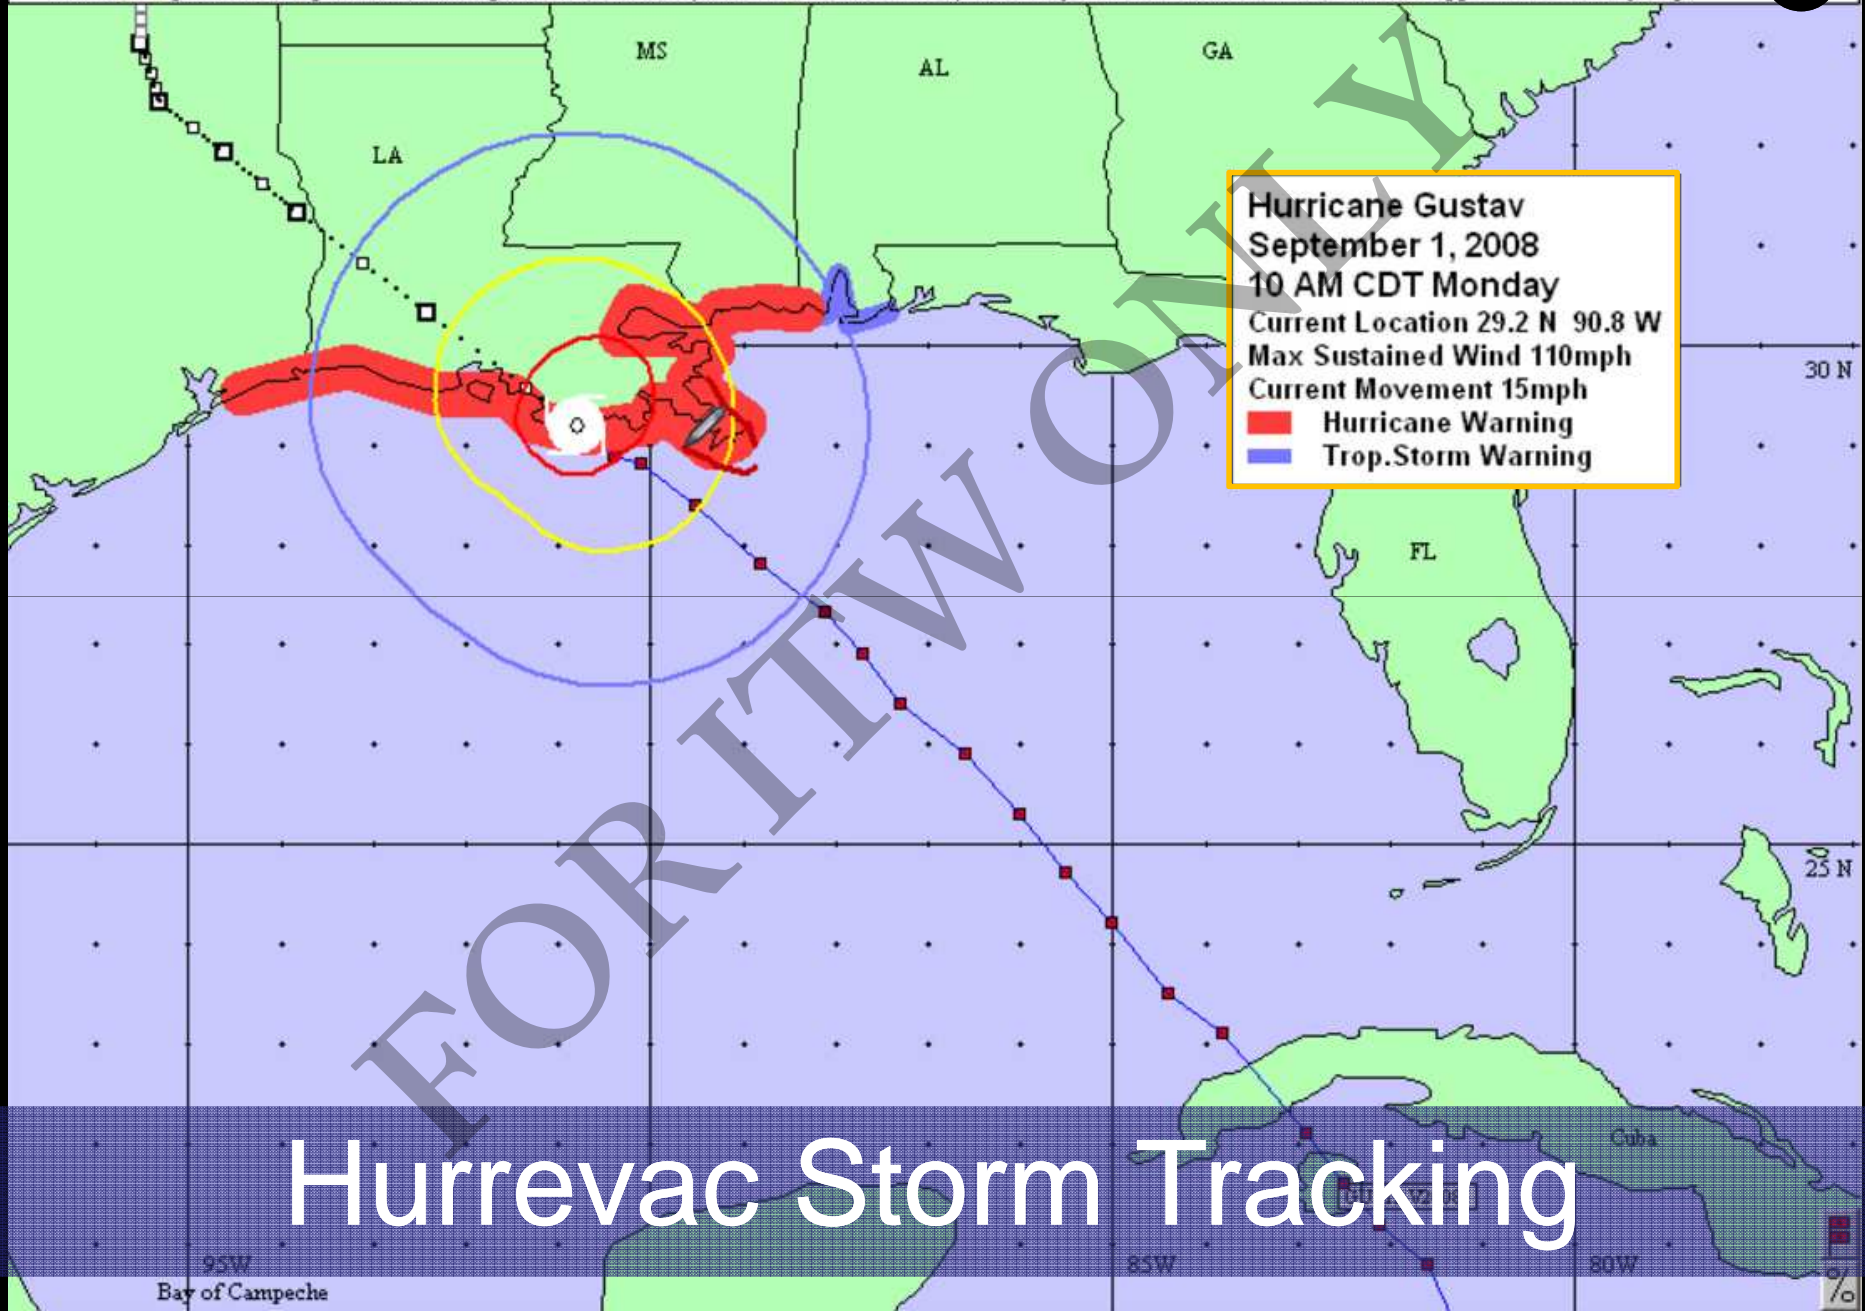 MS
AL
GA
LA
Hurricane Gustav
September 1, 2008
10 AM CDT Monday
Current Location 29.2 N 90.8 W
Max Sustained Wind 110mph
Current Movement 15mph
Hurricane Warning
Trop.Storm Warning
30 N
FL
25 N
FOR ITW ONLY
Cuba
Hurrevac Storm Tracking
95W
85W
80W
Bay of Campeche
%